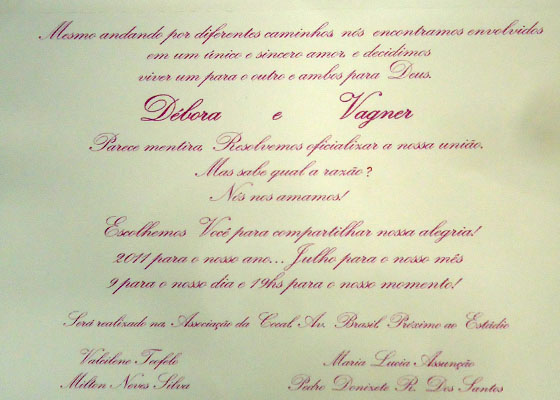 Mesmo andando por diferentes caminhos, nós encontramos envolvidos
em um único e sincero amor, e decidimos
viver um para o outro e ambos para Deus.
Débora e Vagner
Parece mentira, Resolvemos oficializar a nossa união.
Mas sabe qual a razão?
Nós nos amamos!
Escolhemos Você para compartilhar nossa alegria!
2011 para o nosso ano... Julho para o nosso mês
9 para o nosso dia e 19hs para o nosso momento!
Será realizado na, Associação da Cocal, Av. Brasil, Próximo ao Estádio
Valcilene Teofelo Maria Lucia Assunção
Milton Neves Silva Pedro Donizete R. Dos Santos